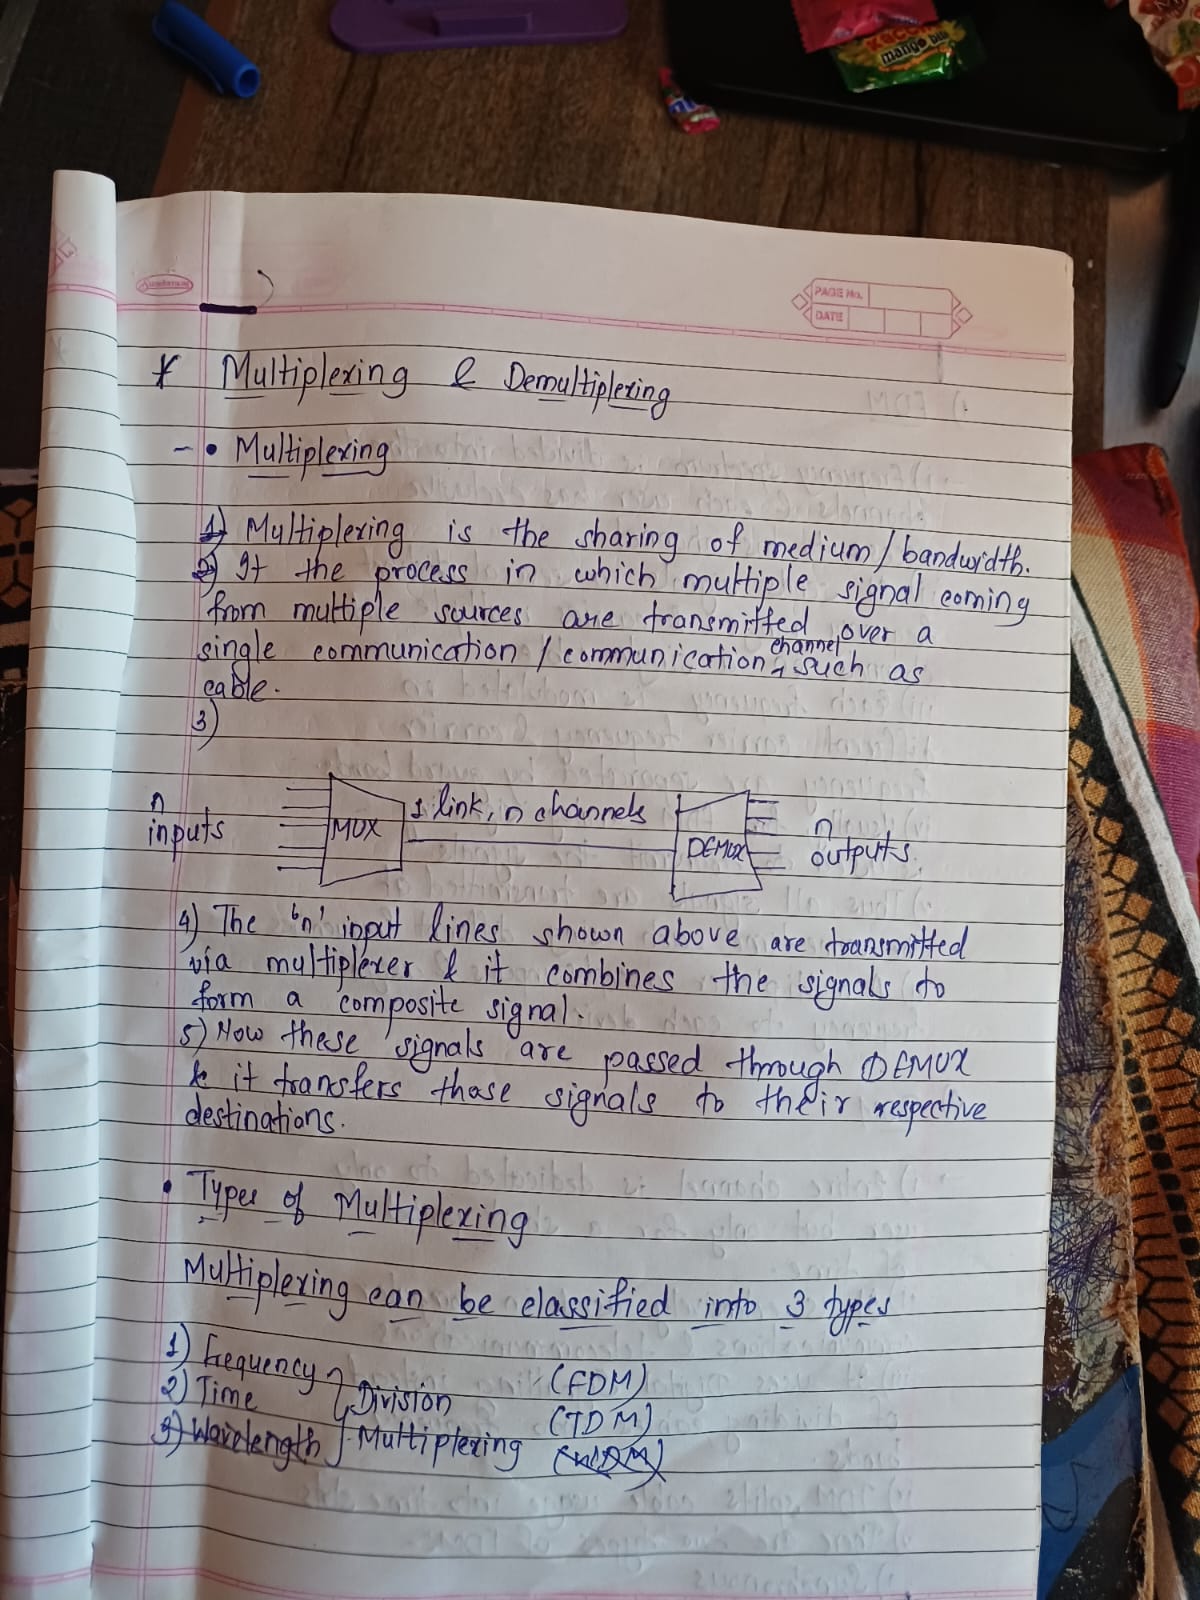 PAGE No.
DATE
* Multiplexing & Demultiplexing
- • Multiplexing
1) Multiplexing is the sharing of medium/bandwidth.
2) It the process in which multiple signal coming
from multiple sources are transmitted over a
single communication / communication channel such as
cable.
3)
n inputs
MUX
1 link, n channels
DEMUX
n outputs.
4) The 'n' input lines shown above are transmitted
via multiplexer & it combines the signals to
form a composite signal.
5) Now these signals are passed through DEMUX
& it transfers those signals to their respective
destinations.
• Types of Multiplexing
Multiplexing can be classified into 3 types
1) Frequency (FDM)
2) Time Division (TDM)
3) Wavelength Multiplexing (WDM)
mango